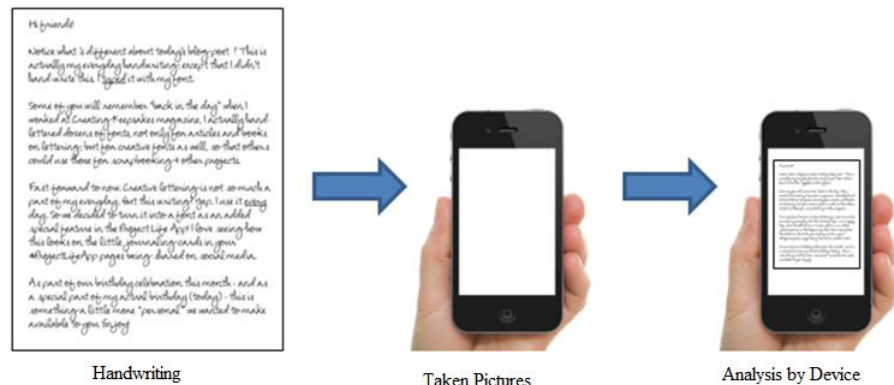 Hi friends!
Notice what's different about today's blog post? This is
actually my everyday handwriting, except that I didn't
hand write this, I typed it with my font.
Some of you will remember "back in the day" when I
worked at Creating Keepsakes magazine, I actually hand-
lettered dozens of fonts, not only for articles and books
on lettering, but for creative fonts as well, so that others
could use those for scrapbooking & other projects.
Fast forward to now. Creative lettering is not so much a
part of my everyday, but this writing? Yep. I use it every
day. So we decided to turn it into a font as an added
special feature in the Project Life App! I love seeing how
this looks on the little journaling cards in your
#ProjectLifeApp pages being shared on social media.
As part of our birthday celebration this month - and as
a special part of my actual birthday (today) - this is
something a little more "personal" we wanted to make
available to you. Enjoy!
Handwriting
Taken Pictures
Analysis by Device